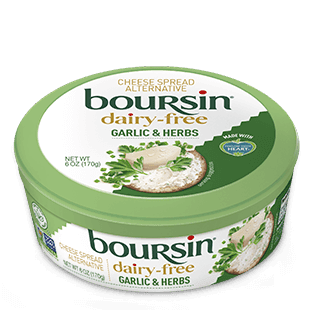 CHEESE SPREAD
ALTERNATIVE
boursin
dairy-free
GARLIC & HERBS
NET WT
6 OZ (170g)
MADE WITH
HEART
CHEESE SPREAD
ALTERNATIVE
boursin
dairy-free
GARLIC & HERBS
NET WT 6 OZ (170g)